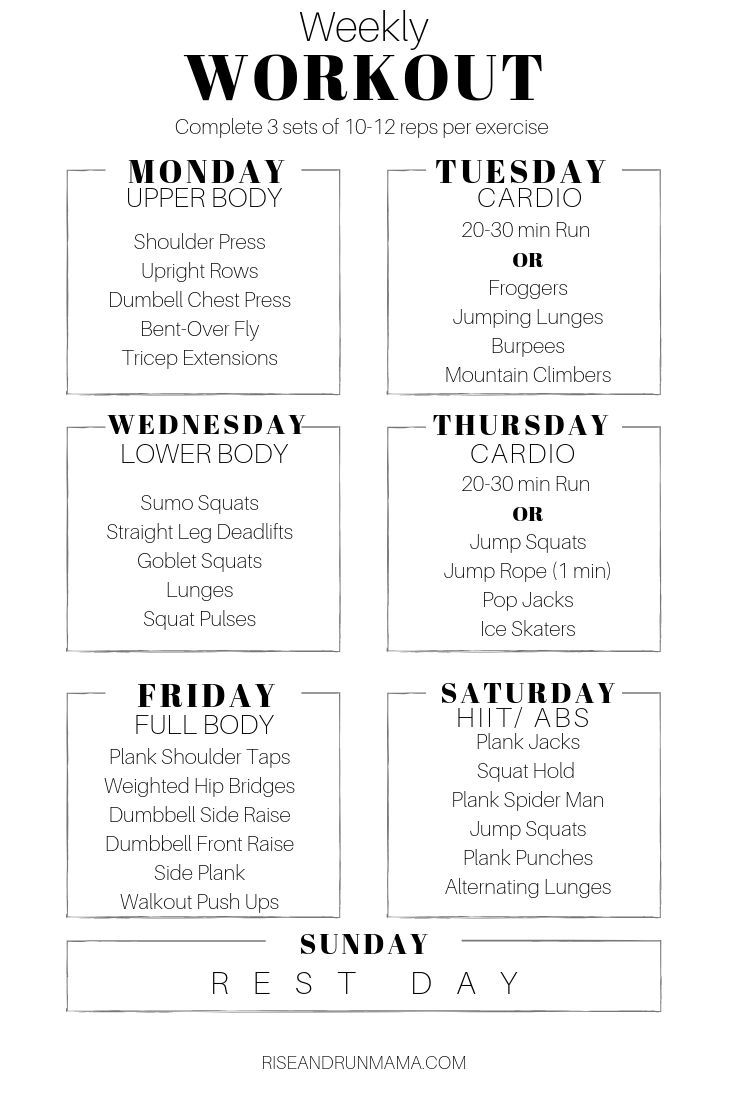 Weekly
WORKOUT
Complete 3 sets of 10-12 reps per exercise
MONDAY
UPPER BODY
Shoulder Press
Upright Rows
Dumbell Chest Press
Bent-Over Fly
Tricep Extensions
TUESDAY
CARDIO
20-30 min Run
OR
Froggers
Jumping Lunges
Burpees
Mountain Climbers
WEDNESDAY
LOWER BODY
Sumo Squats
Straight Leg Deadlifts
Goblet Squats
Lunges
Squat Pulses
THURSDAY
CARDIO
20-30 min Run
OR
Jump Squats
Jump Rope (1 min)
Pop Jacks
Ice Skaters
FRIDAY
FULL BODY
Plank Shoulder Taps
Weighted Hip Bridges
Dumbbell Side Raise
Dumbbell Front Raise
Side Plank
Walkout Push Ups
SATURDAY
HIIT/ ABS
Plank Jacks
Squat Hold
Plank Spider Man
Jump Squats
Plank Punches
Alternating Lunges
SUNDAY
REST DAY
RISEANDRUNMAMA.COM